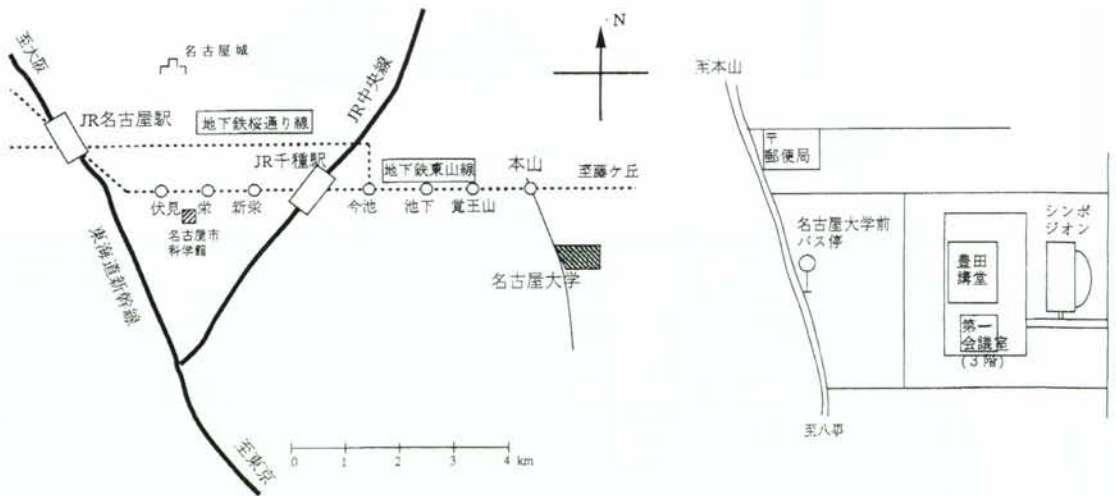 至大阪
名古屋城
JR名古屋駅
地下鉄桜通り線
JR中央線
JR千種駅
地下鉄東山線
本山
至藤ケ丘
伏見
栄
新栄
今池
池下
覚王山
名古屋市
科学館
東海道新幹線
名古屋大学
至東京
0 1 2 3 4 km
N
至本山
〒
郵便局
名古屋大学前
バス停
シンポ
ジオン
豊田
講堂
第一
会議室
(3階)
至八事